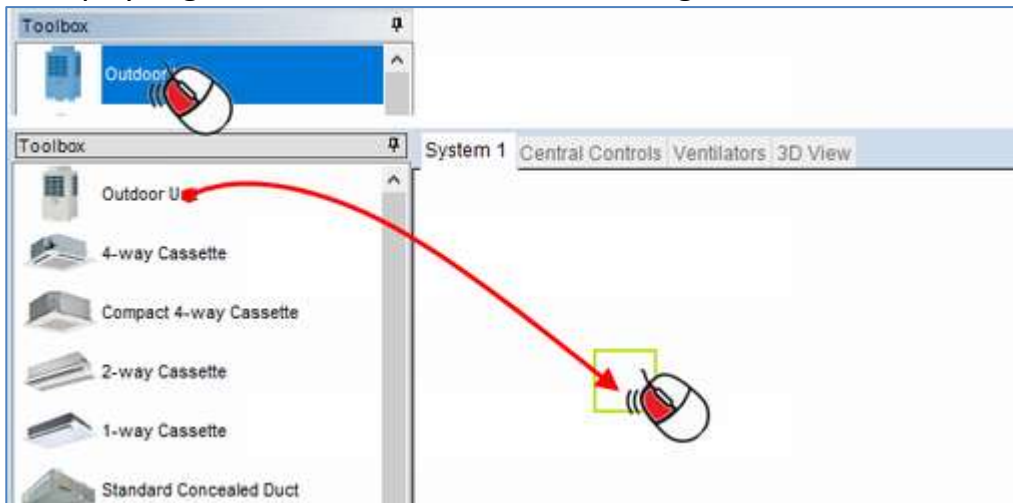 Toolbox
Outdoor
Toolbox
System 1 Central Controls Ventilators 3D View
Outdoor
4-way Cassette
Compact 4-way Cassette
2-way Cassette
1-way Cassette
Standard Concealed Duct